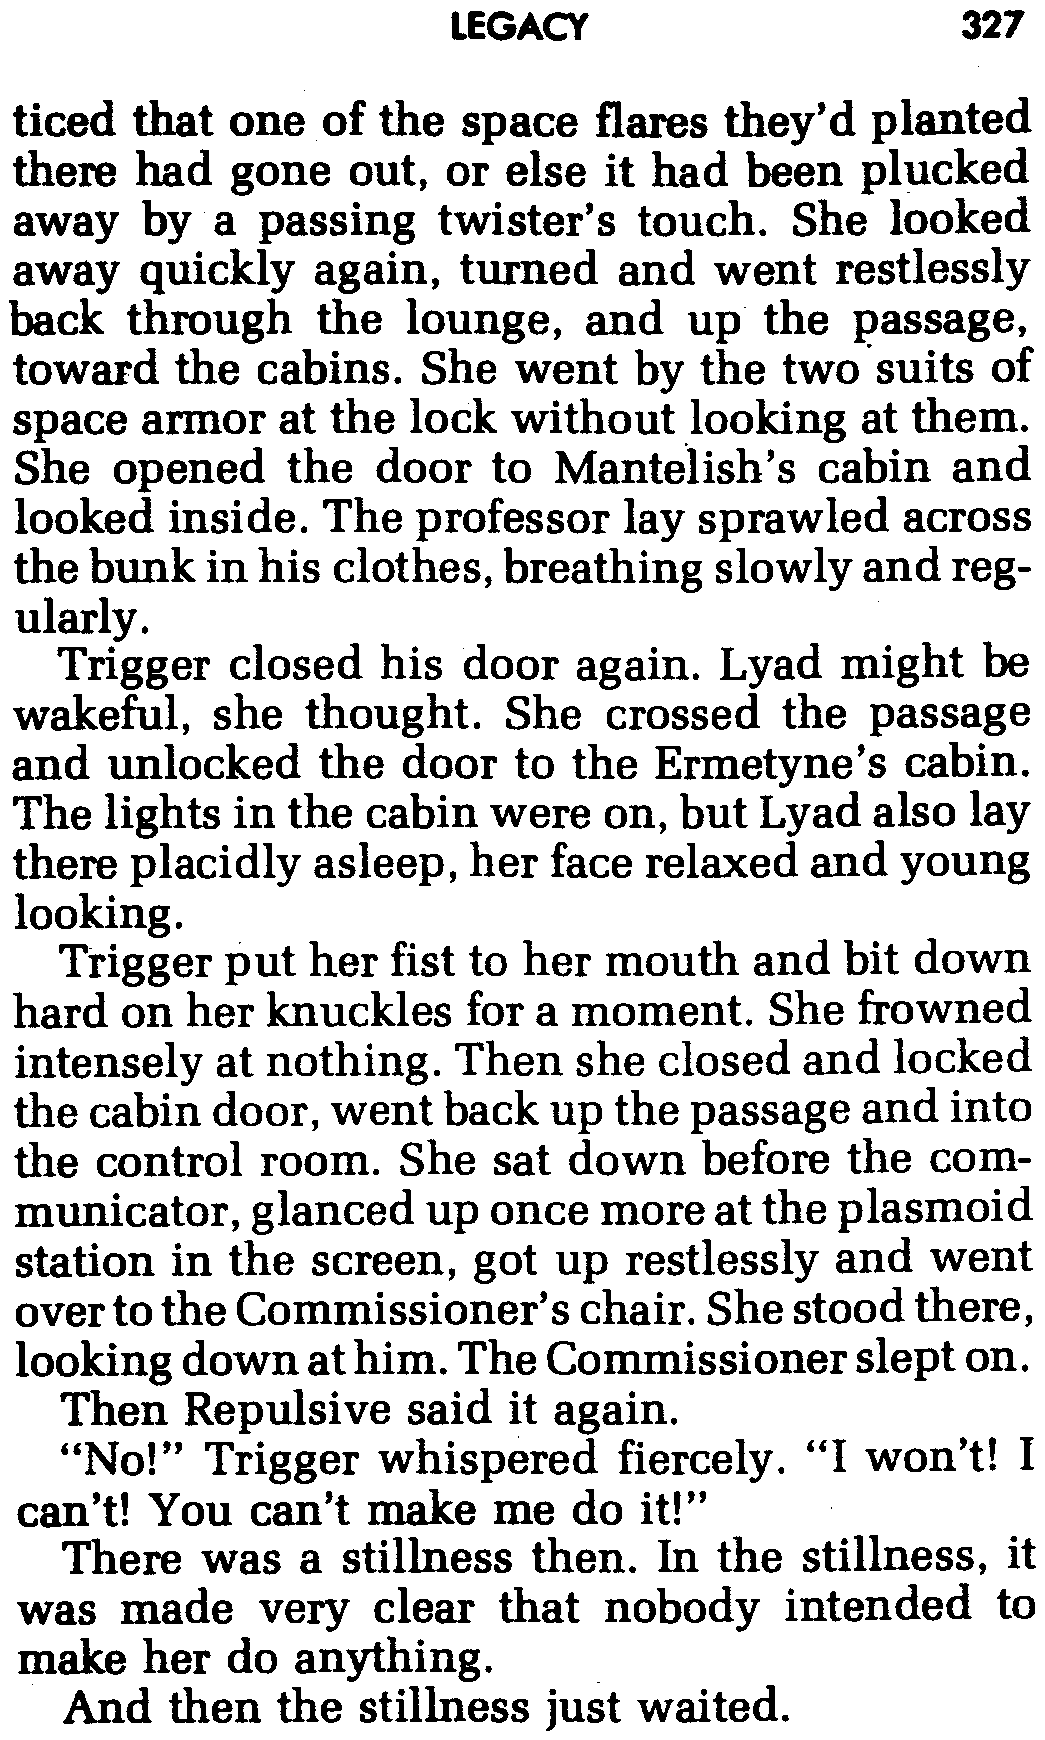 LEGACY 327
ticed that one of the space flares they'd planted
there had gone out, or else it had been plucked
away by a passing twister's touch. She looked
away quickly again, turned and went restlessly
back through the lounge, and up the passage,
toward the cabins. She went by the two suits of
space armor at the lock without looking at them.
She opened the door to Mantelish's cabin and
looked inside. The professor lay sprawled across
the bunk in his clothes, breathing slowly and reg-
ularly.
Trigger closed his door again. Lyad might be
wakeful, she thought. She crossed the passage
and unlocked the door to the Ermetyne's cabin.
The lights in the cabin were on, but Lyad also lay
there placidly asleep, her face relaxed and young
looking.
Trigger put her fist to her mouth and bit down
hard on her knuckles for a moment. She frowned
intensely at nothing. Then she closed and locked
the cabin door, went back up the passage and into
the control room. She sat down before the com-
municator, glanced up once more at the plasmoid
station in the screen, got up restlessly and went
over to the Commissioner's chair. She stood there,
looking down at him. The Commissioner slept on.
Then Repulsive said it again.
“No!” Trigger whispered fiercely. “I won't! I
can't! You can't make me do it!”
There was a stillness then. In the stillness, it
was made very clear that nobody intended to
make her do anything.
And then the stillness just waited.